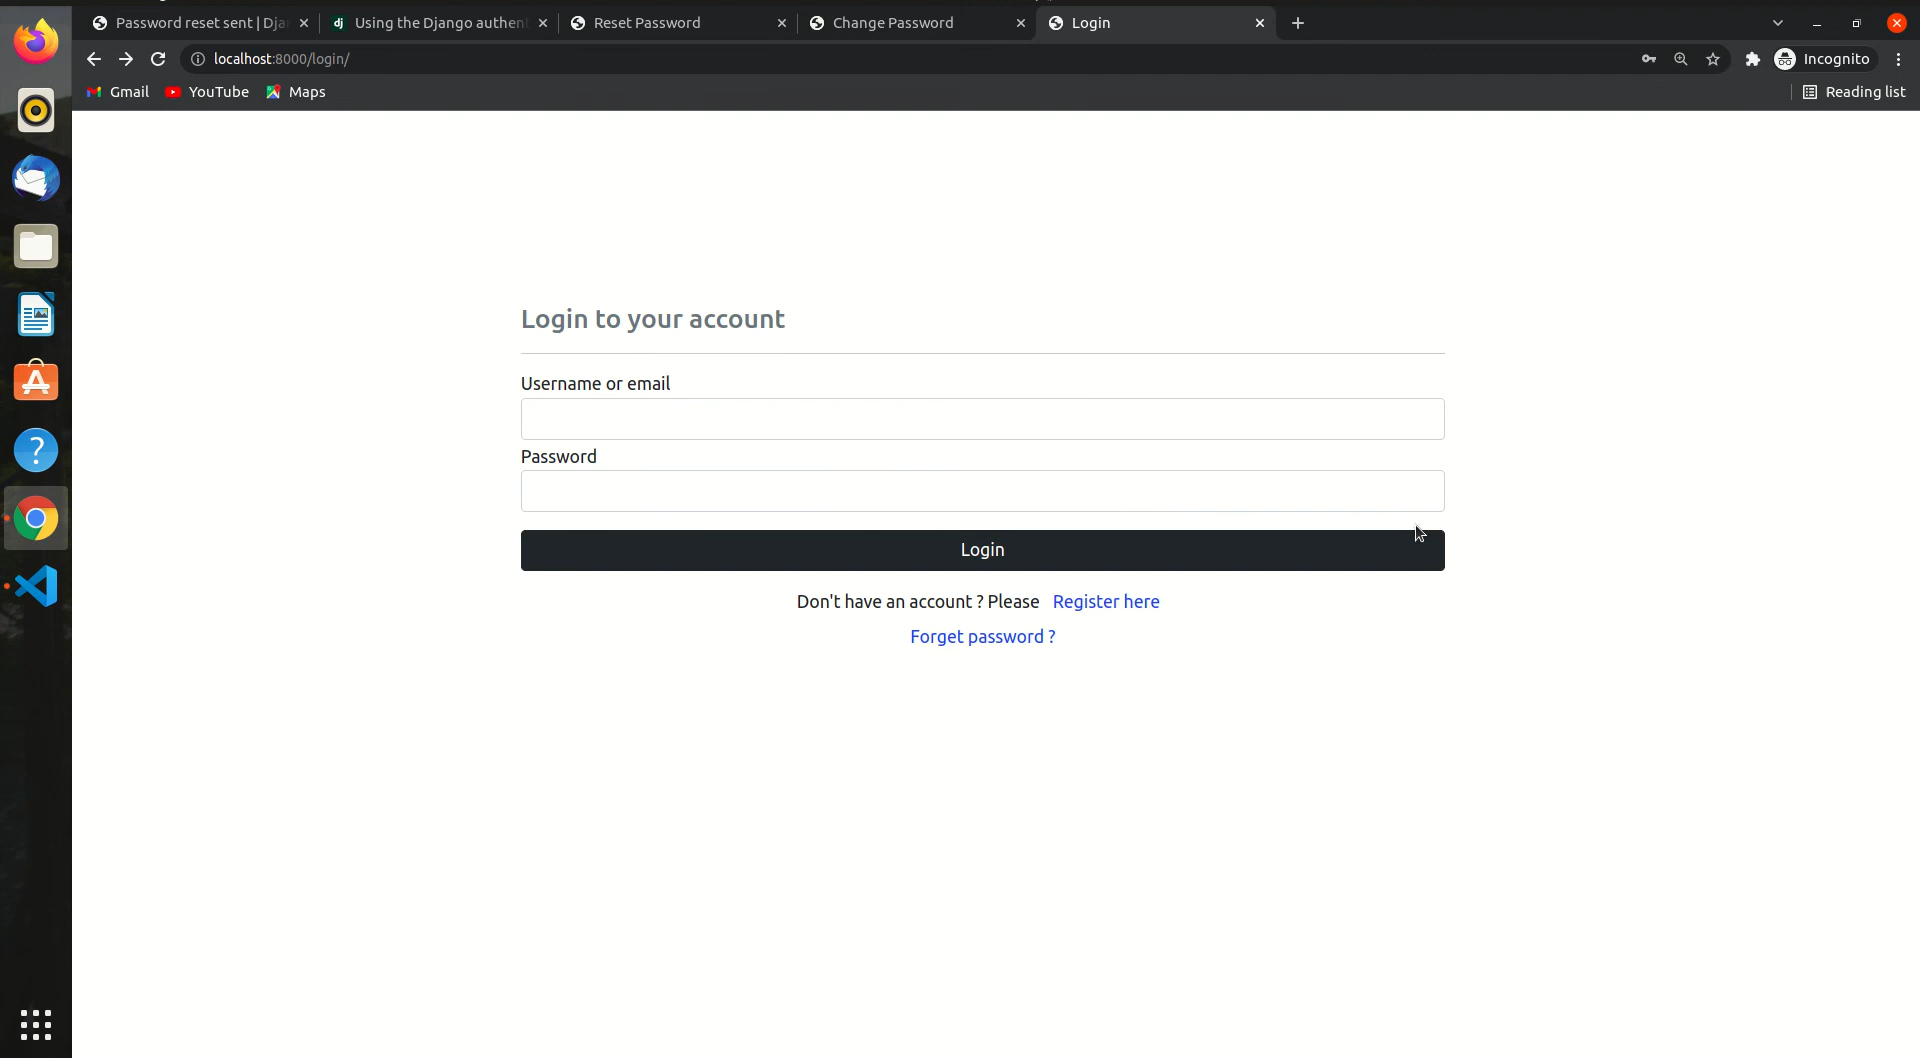 Password reset sent | Dja
Using the Django authent
Reset Password
Change Password
Login
localhost:8000/login/
Incognito
Gmail
YouTube
Maps
Reading list
Login to your account
Username or email
Password
Login
Don't have an account ? Please Register here
Forget password ?